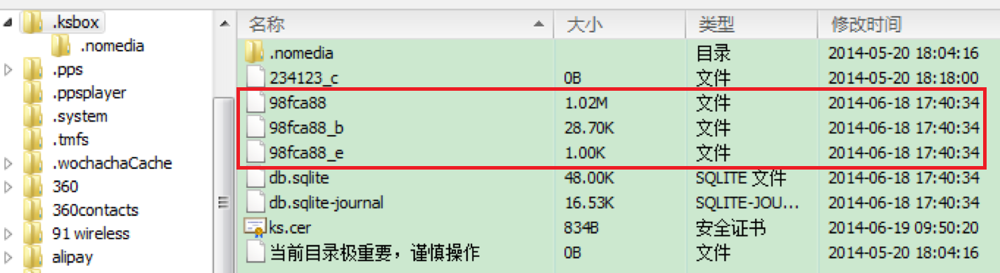 .ksbox
.nomedia
.pps
.ppsplayer
.system
.tmfs
.wochachaCache
360
360contacts
91 wireless
alipay
名称 大小 类型 修改时间
.nomedia 目录 2014-05-20 18:04:16
234123_c 0B 文件 2014-05-20 18:18:00
98fca88 1.02M 文件 2014-06-18 17:40:34
98fca88_b 28.70K 文件 2014-06-18 17:40:34
98fca88_e 1.00K 文件 2014-06-18 17:40:34
db.sqlite 48.00K SQLITE 文件 2014-06-18 17:40:34
db.sqlite-journal 16.53K SQLITE-JOU... 2014-06-18 17:40:34
ks.cer 834B 安全证书 2014-06-19 09:50:20
当前目录极重要，谨慎操作 0B 文件 2014-05-20 18:04:16